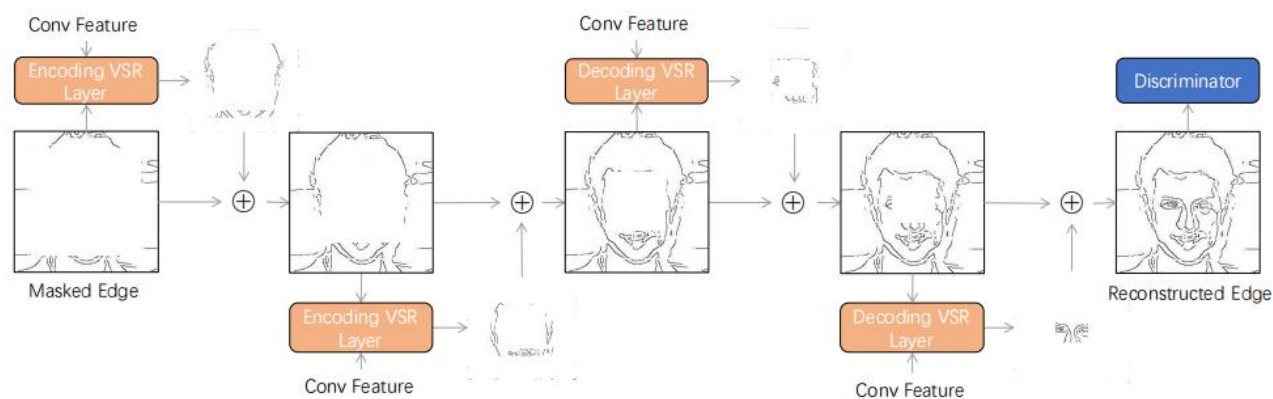 Conv Feature
Encoding VSR
Layer
Conv Feature
Decoding VSR
Layer
Discriminator
Masked Edge
Reconstructed Edge
Encoding VSR
Layer
Conv Feature
Decoding VSR
Layer
Conv Feature